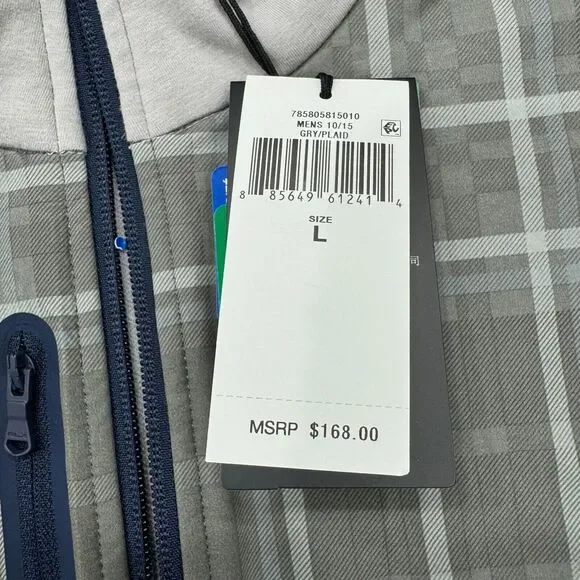 785805815010
MENS 10/15
GRY/PLAID
8 85649 61241 4
SIZE
L
MSRP $168.00